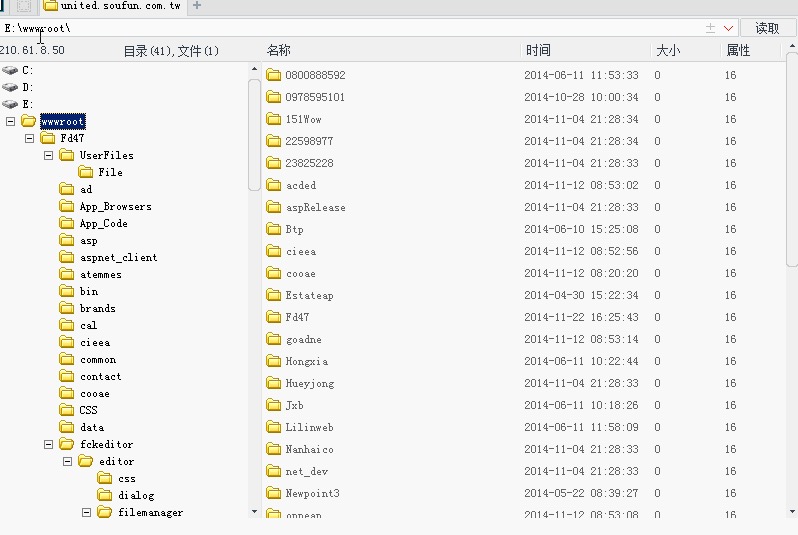 united.soufun.com.tw +
E:\wwwroot\ 读取
210.61.8.50 目录(41),文件(1) 名称 时间 大小 属性
C:
D:
E:
wwwroot
Fd47
UserFiles
File
ad
App_Browsers
App_Code
asp
aspnet_client
atemmes
bin
brands
cal
cieea
common
contact
cooae
CSS
data
fckeditor
editor
css
dialog
filemanager
0800888592 2014-06-11 11:53:33 0 16
0978595101 2014-10-28 10:00:34 0 16
151Wow 2014-11-04 21:28:34 0 16
22598977 2014-11-04 21:28:34 0 16
23825228 2014-11-04 21:28:33 0 16
acded 2014-11-12 08:53:02 0 16
aspRelease 2014-11-04 21:28:33 0 16
Btp 2014-06-10 15:25:08 0 16
cieea 2014-11-12 08:52:56 0 16
cooae 2014-11-12 08:20:20 0 16
Estateap 2014-04-30 15:22:34 0 16
Fd47 2014-11-22 16:25:43 0 16
goadne 2014-11-12 08:53:14 0 16
Hongxia 2014-06-11 10:22:44 0 16
Hueyjong 2014-11-04 21:28:33 0 16
Jxb 2014-06-11 10:18:26 0 16
Lilinweb 2014-06-11 11:58:09 0 16
Nanhaico 2014-11-04 21:28:33 0 16
net_dev 2014-11-04 21:28:33 0 16
Newpoint3 2014-05-22 08:39:27 0 16
2014-11-12 08:53:08 0 16